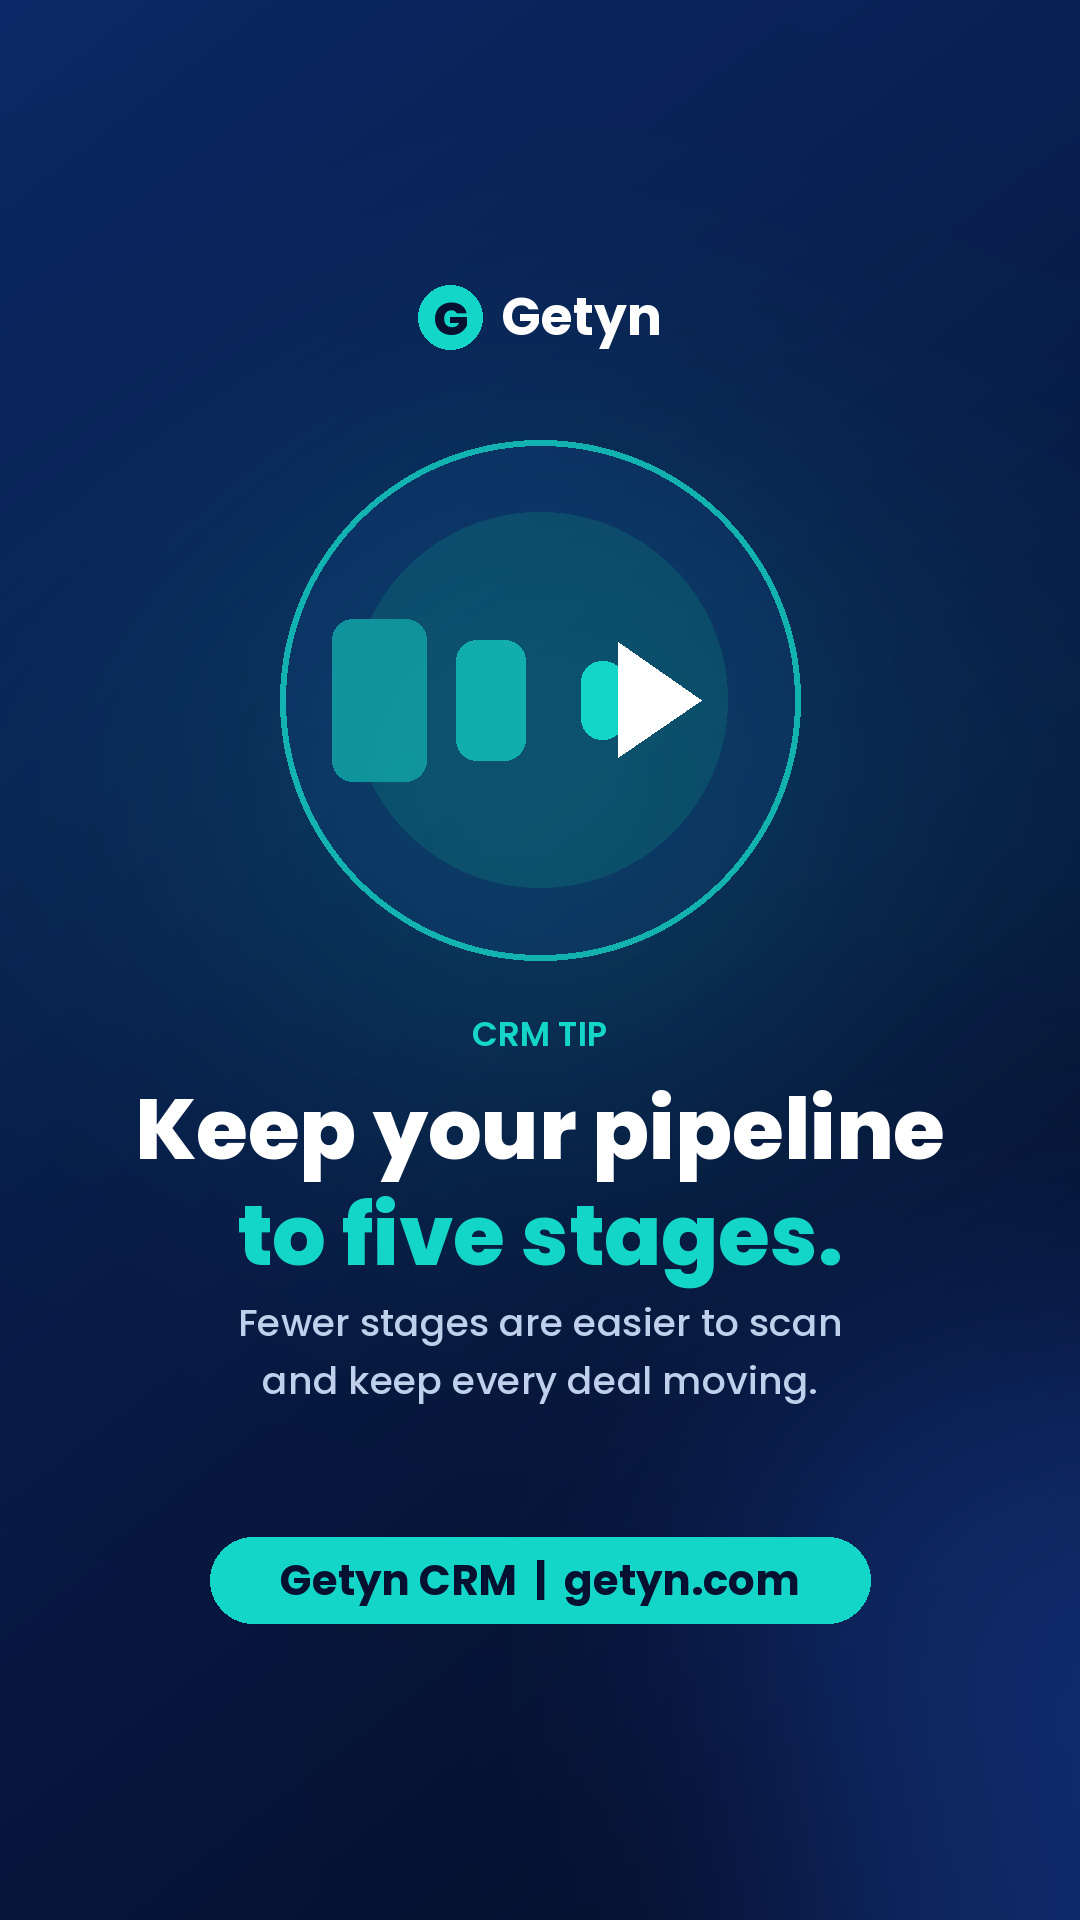 G Getyn
CRM TIP
Keep your pipeline
to five stages.
Fewer stages are easier to scan
and keep every deal moving.
Getyn CRM | getyn.com